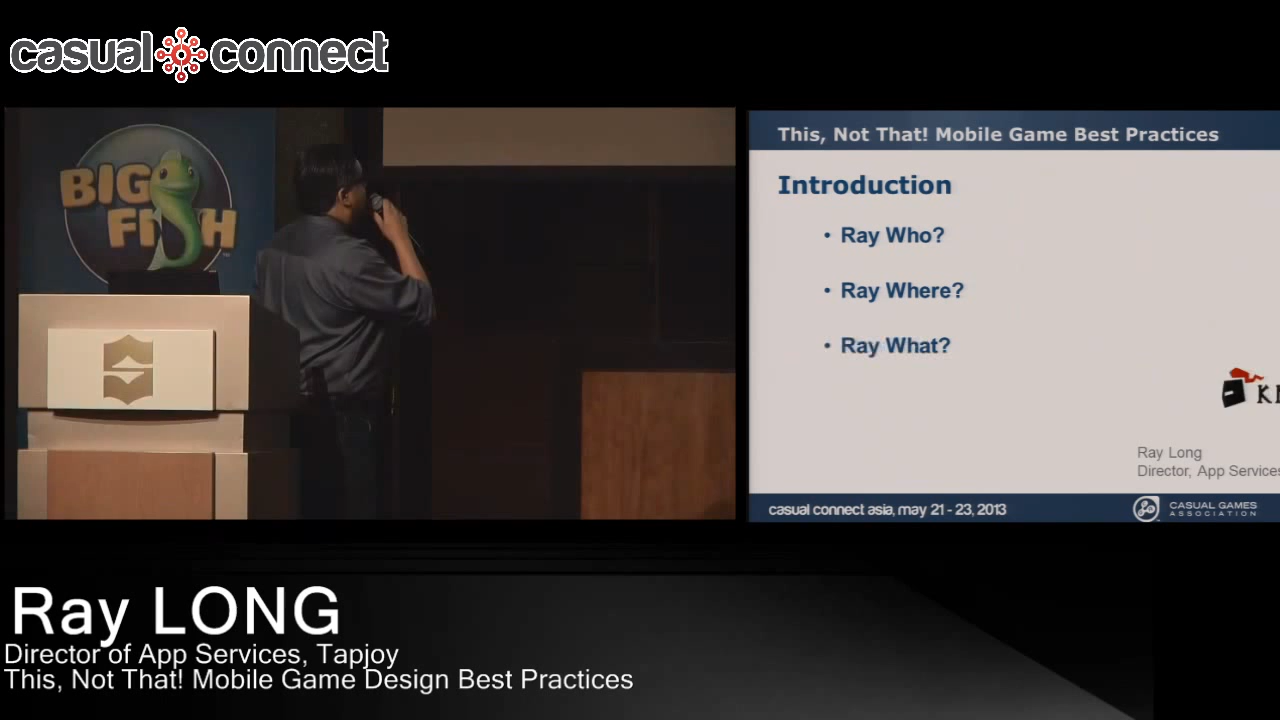 casual connect
BIG
FISH
This, Not That! Mobile Game Best Practices
Introduction
• Ray Who?
• Ray Where?
• Ray What?
Ray Long
Director, App Services
casual connect asia, may 21 - 23, 2013
CASUAL GAMES
ASSOCIATION
Ray LONG
Director of App Services, Tapjoy
This, Not That! Mobile Game Design Best Practices